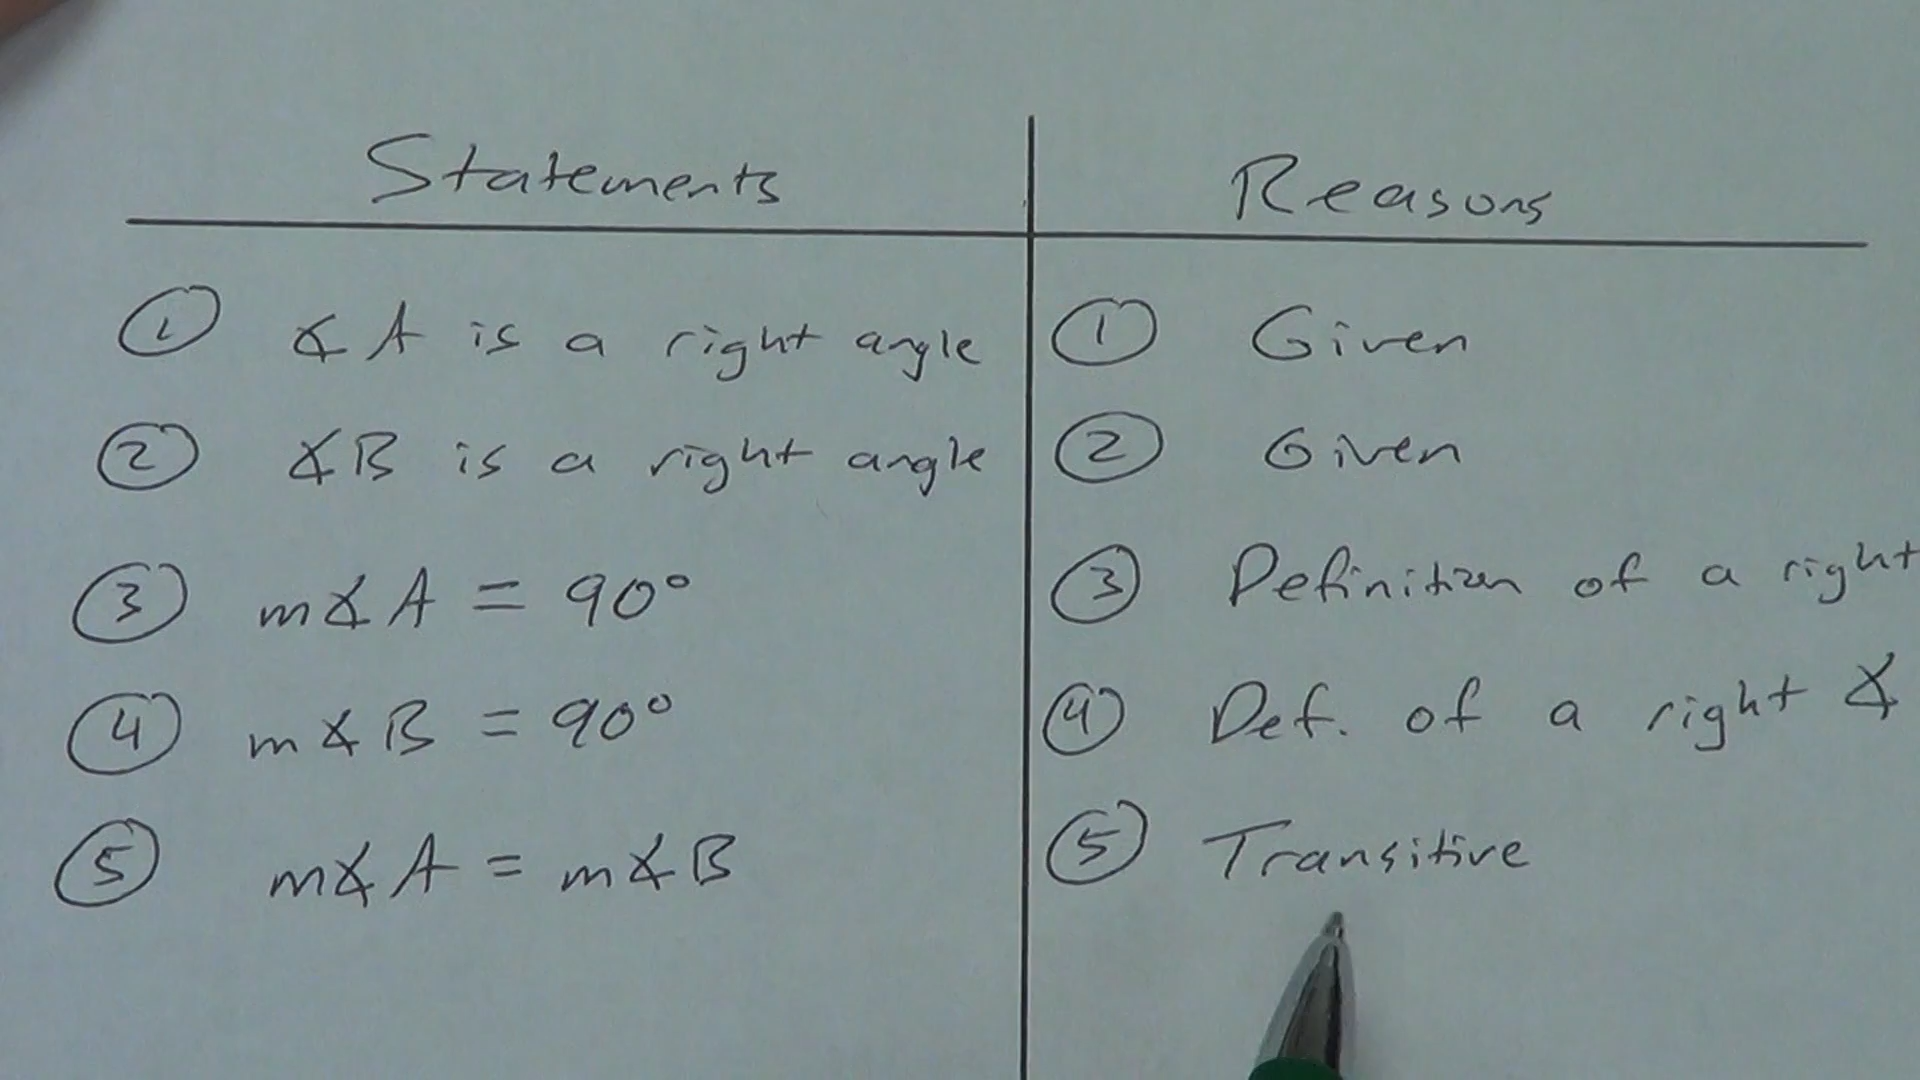 Statements Reasons
① ∡A is a right angle ① Given
② ∡B is a right angle ② Given
③ m∡A = 90° ③ Definition of a right
④ m∡B = 90° ④ Def. of a right ∡
⑤ m∡A = m∡B ⑤ Transitive